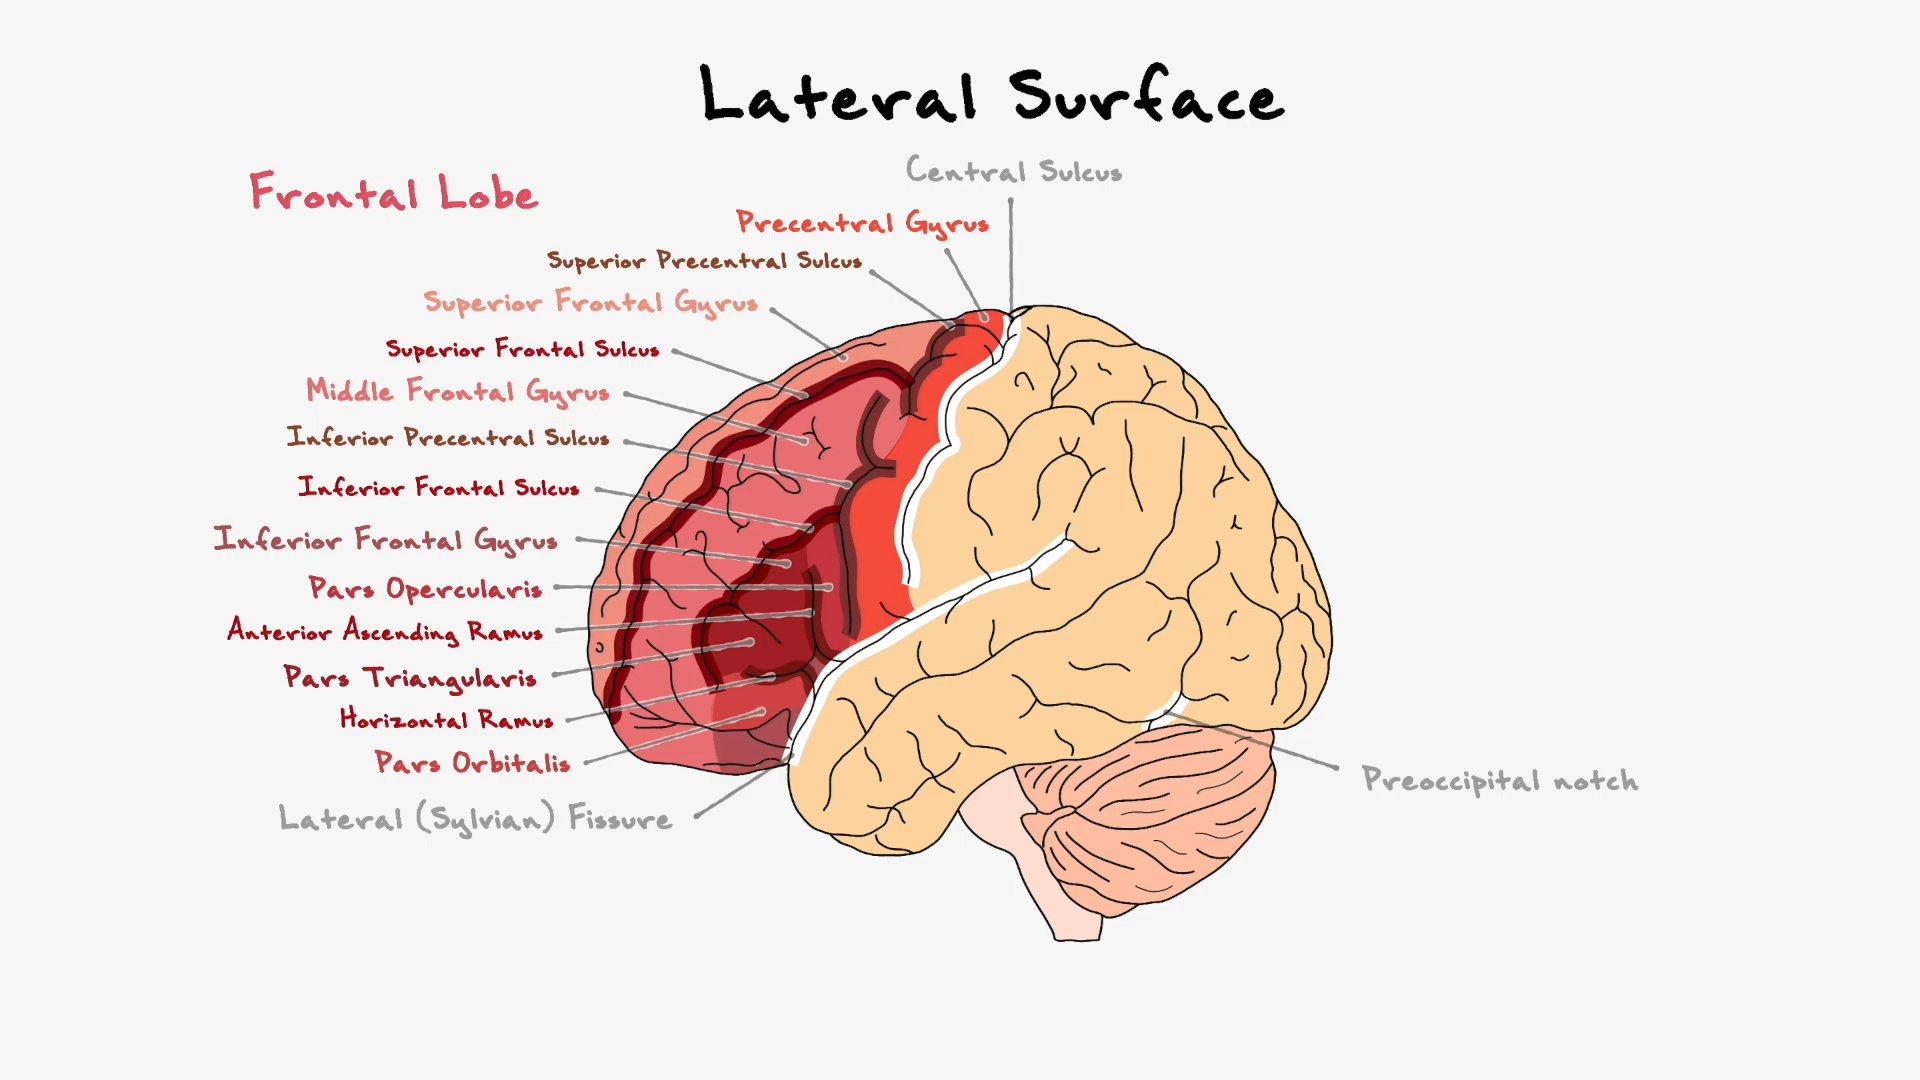 Lateral Surface
Central Sulcus
Frontal Lobe
Precentral Gyrus
Superior Precentral Sulcus
Superior Frontal Gyrus
Superior Frontal Sulcus
Middle Frontal Gyrus
Inferior Precentral Sulcus
Inferior Frontal Sulcus
Inferior Frontal Gyrus
Pars Opercularis
Anterior Ascending Ramus
Pars Triangularis
Horizontal Ramus
Pars Orbitalis
Preoccipital notch
Lateral (Sylvian) Fissure